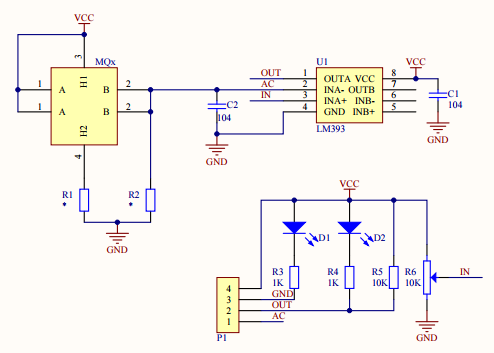 VCC
MQx
3
H1
1 A B 2
1 A B 2
H2
4
R1
*
R2
*
GND
C2
104
GND
U1
OUT 1 OUTA VCC 8
AC 2 INA- OUTB 7
IN 3 INA+ INB- 6
4 GND INB+ 5
LM393
VCC
C1
104
GND
VCC
D1
D2
R3
1K
R4
1K
R5
10K
R6
10K
IN
4
3 GND
2 OUT
1 AC
P1
GND